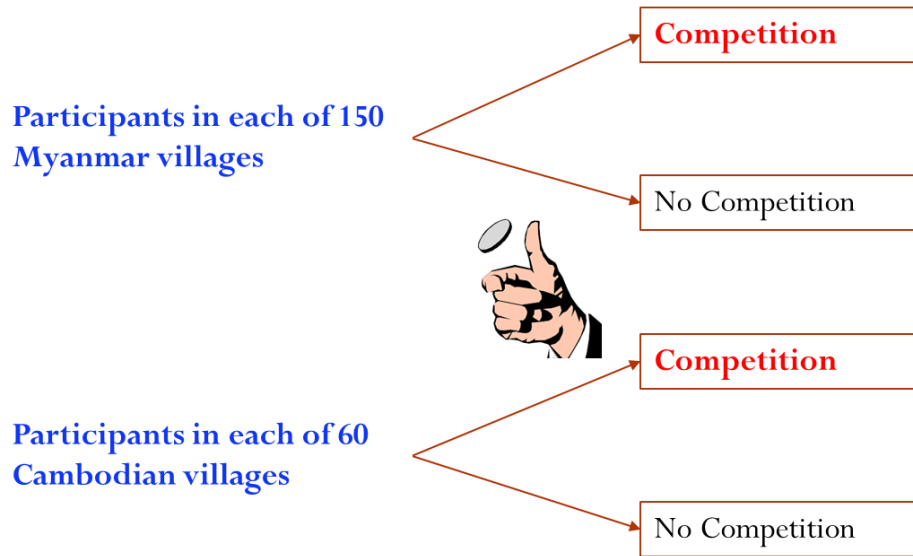 Competition
Participants in each of 150
Myanmar villages
No Competition
Competition
Participants in each of 60
Cambodian villages
No Competition